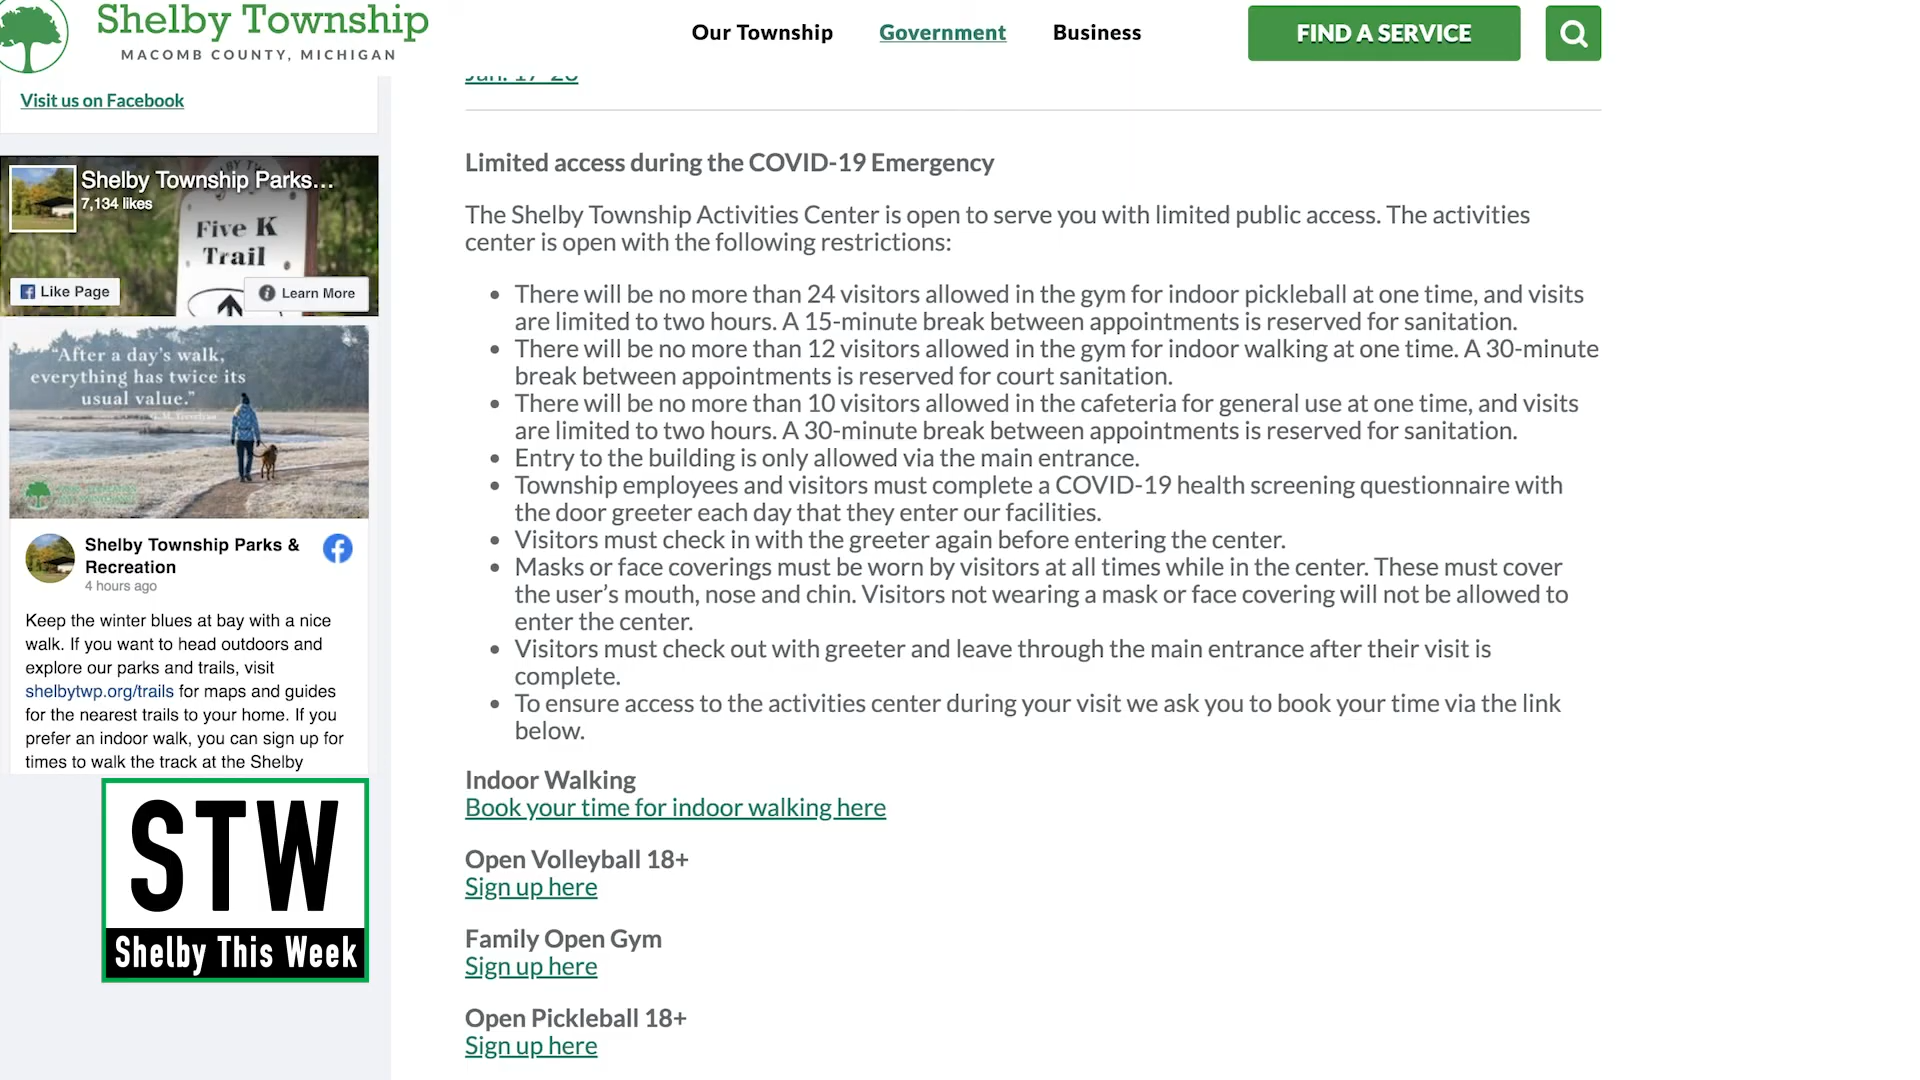 Shelby Township
MACOMB COUNTY, MICHIGAN
Our Township
Government
Business
FIND A SERVICE
Visit us on Facebook
Shelby Township Parks...
7,134 likes
Five K
Trail
Like Page
Learn More
"After a day's walk,
everything has twice its
usual value."
Shelby Township Parks &
Recreation
4 hours ago
Keep the winter blues at bay with a nice
walk. If you want to head outdoors and
explore our parks and trails, visit
shelbytwp.org/trails for maps and guides
for the nearest trails to your home. If you
prefer an indoor walk, you can sign up for
times to walk the track at the Shelby
STW
Shelby This Week
Limited access during the COVID-19 Emergency
The Shelby Township Activities Center is open to serve you with limited public access. The activities
center is open with the following restrictions:
There will be no more than 24 visitors allowed in the gym for indoor pickleball at one time, and visits
are limited to two hours. A 15-minute break between appointments is reserved for sanitation.
There will be no more than 12 visitors allowed in the gym for indoor walking at one time. A 30-minute
break between appointments is reserved for court sanitation.
There will be no more than 10 visitors allowed in the cafeteria for general use at one time, and visits
are limited to two hours. A 30-minute break between appointments is reserved for sanitation.
Entry to the building is only allowed via the main entrance.
Township employees and visitors must complete a COVID-19 health screening questionnaire with
the door greeter each day that they enter our facilities.
Visitors must check in with the greeter again before entering the center.
Masks or face coverings must be worn by visitors at all times while in the center. These must cover
the user's mouth, nose and chin. Visitors not wearing a mask or face covering will not be allowed to
enter the center.
Visitors must check out with greeter and leave through the main entrance after their visit is
complete.
To ensure access to the activities center during your visit we ask you to book your time via the link
below.
Indoor Walking
Book your time for indoor walking here
Open Volleyball 18+
Sign up here
Family Open Gym
Sign up here
Open Pickleball 18+
Sign up here